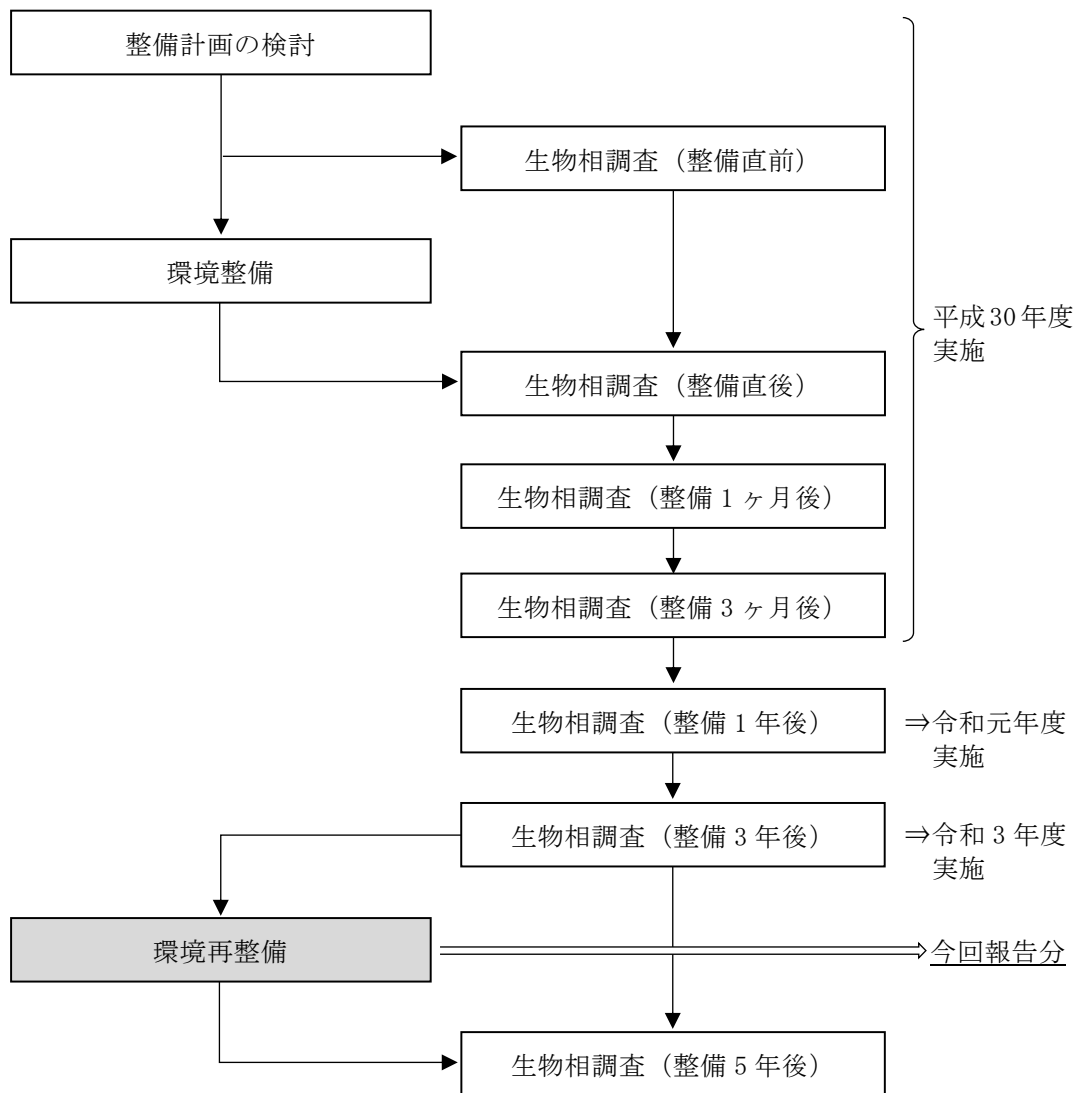 整備計画の検討
生物相調査（整備直前）
環境整備
平成30年度
実施
生物相調査（整備直後）
生物相調査（整備1ヶ月後）
生物相調査（整備3ヶ月後）
生物相調査（整備1年後）
⇒令和元年度
実施
生物相調査（整備3年後）
⇒令和3年度
実施
環境再整備
今回報告分
生物相調査（整備5年後）